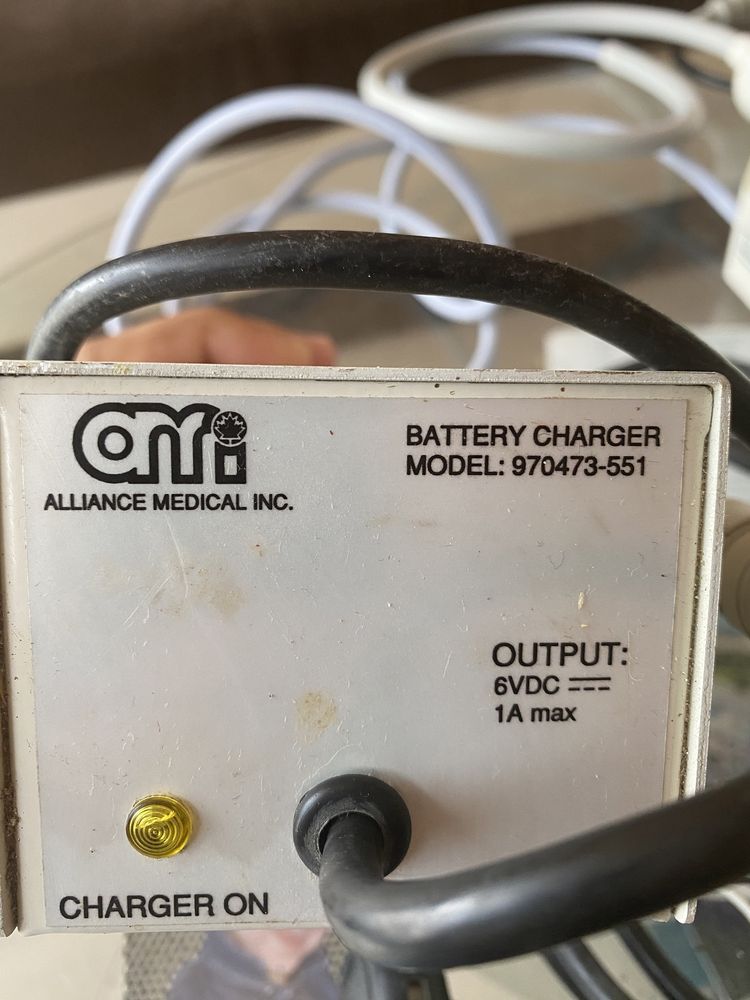 ami
ALLIANCE MEDICAL INC.
BATTERY CHARGER
MODEL: 970473-551
OUTPUT:
6VDC
1A max
CHARGER ON